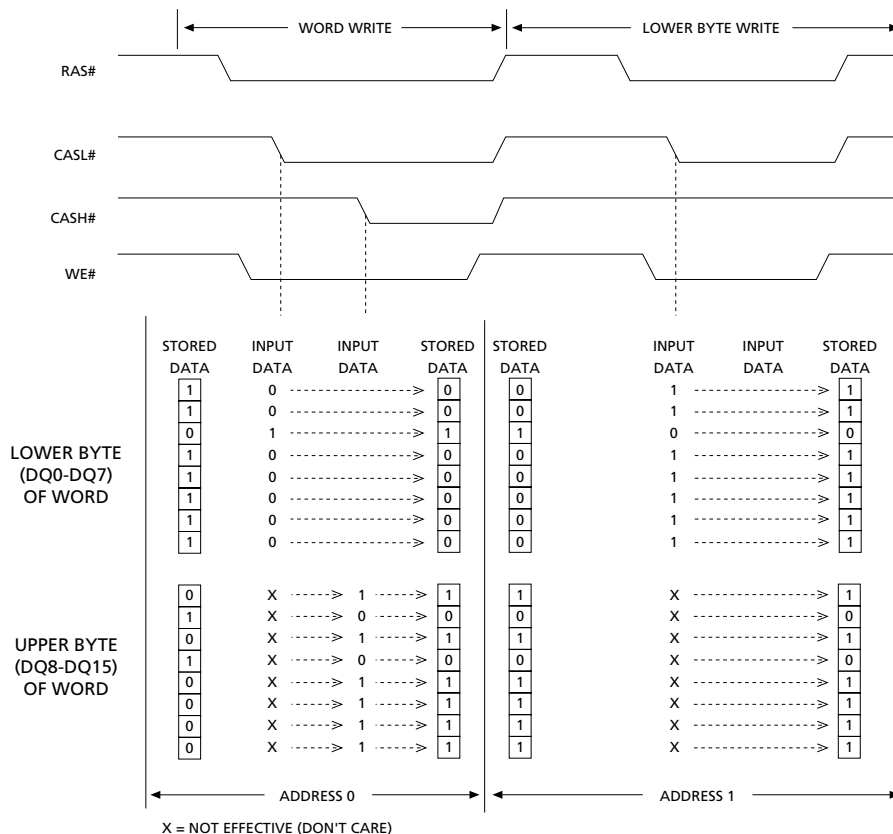 WORD WRITE LOWER BYTE WRITE
RAS#
CASL#
CASH#
WE#
STORED INPUT INPUT STORED STORED INPUT INPUT STORED
DATA DATA DATA DATA DATA DATA DATA DATA
1 0 0 0 1 1
1 0 0 0 1 1
0 1 1 1 0 0
1 0 0 0 1 1
1 0 0 0 1 1
1 0 0 0 1 1
1 0 0 0 1 1
1 0 0 0 1 1
LOWER BYTE
(DQ0-DQ7)
OF WORD
0 X 1 1 1 X 1
1 X 0 0 0 X 0
0 X 1 1 1 X 1
1 X 0 0 0 X 0
0 X 1 1 1 X 1
0 X 1 1 1 X 1
0 X 1 1 1 X 1
0 X 1 1 1 X 1
UPPER BYTE
(DQ8-DQ15)
OF WORD
ADDRESS 0 ADDRESS 1
X = NOT EFFECTIVE (DON'T CARE)